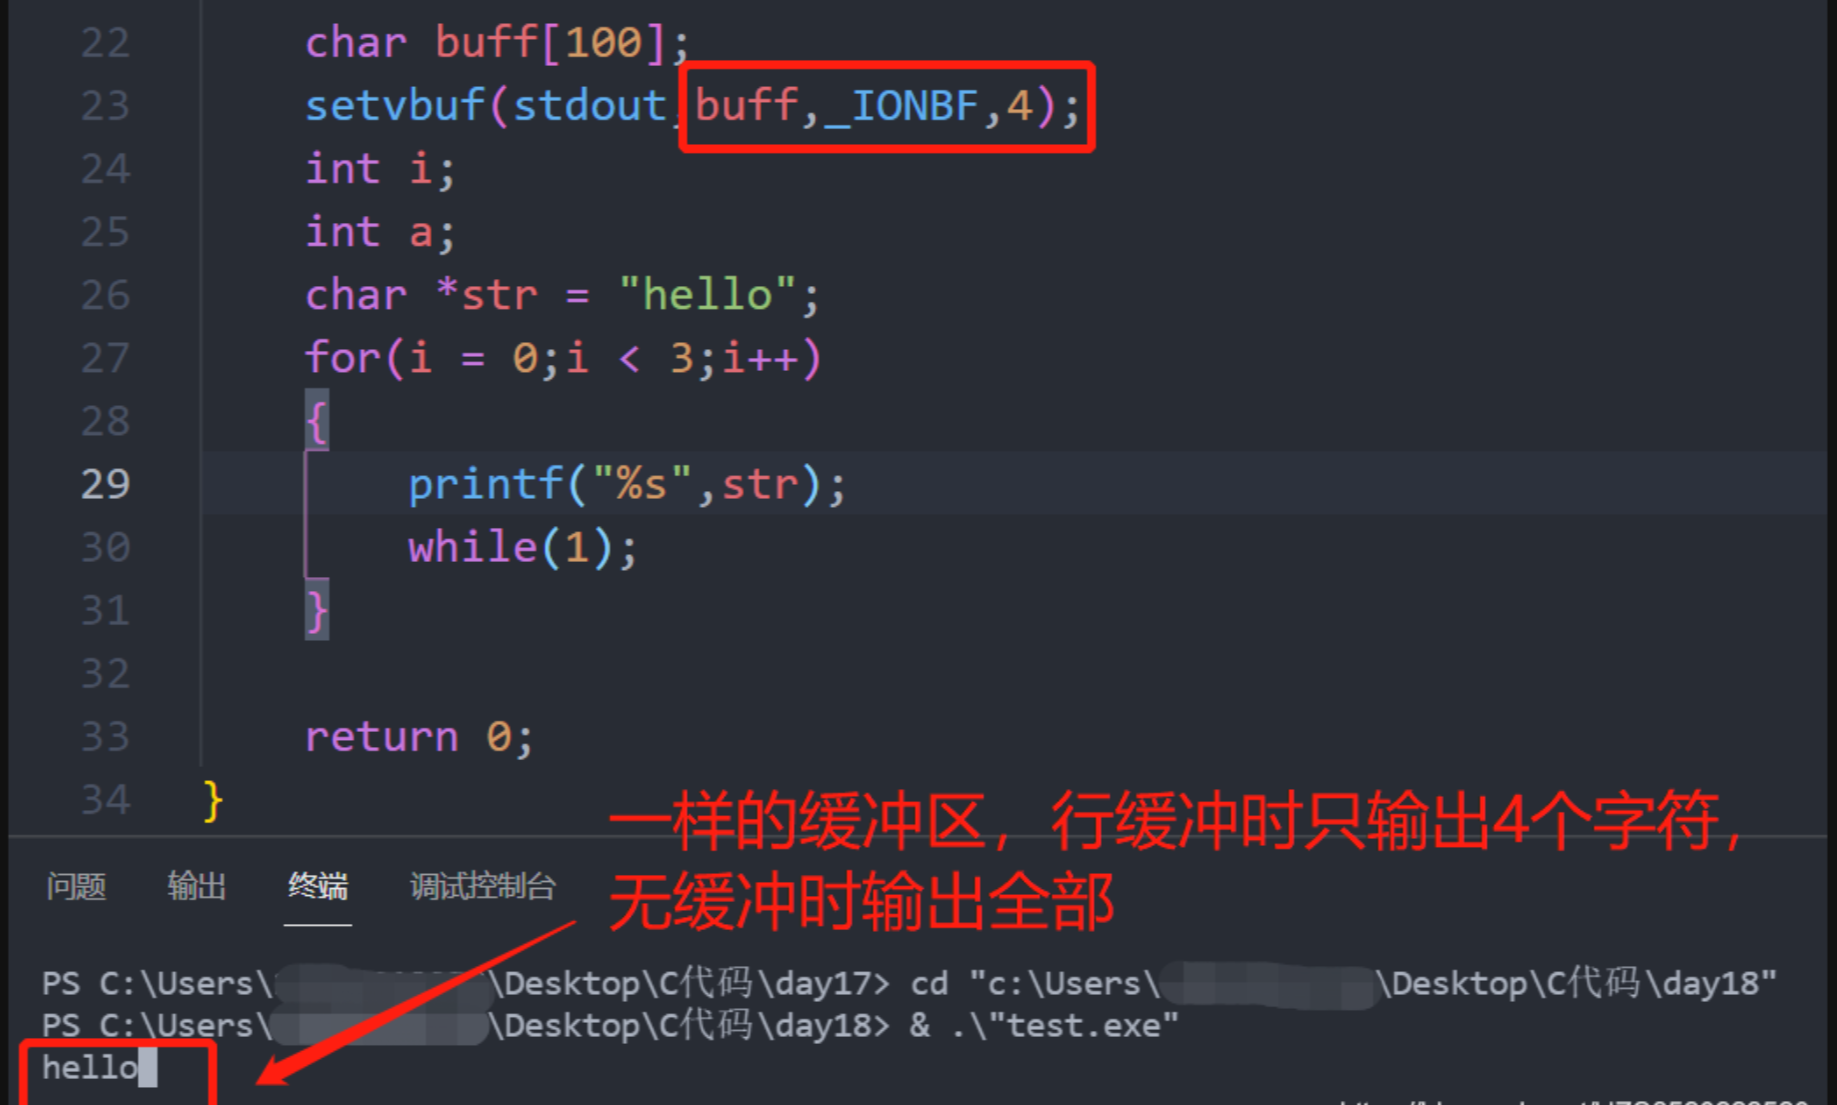 22 char buff[100];
23 setvbuf(stdout,buff,_IONBF,4);
24 int i;
25 int a;
26 char *str = "hello";
27 for(i = 0;i < 3;i++)
28 {
29 printf("%s",str);
30 while(1);
31 }
32
33 return 0;
34 }
一样的缓冲区，行缓冲时只输出4个字符，
无缓冲时输出全部
问题 输出 终端 调试控制台
PS C:\Users\ \Desktop\C代码\day17> cd "c:\Users\ \Desktop\C代码\day18"
PS C:\Users\ \Desktop\C代码\day18> & .\"test.exe"
hello